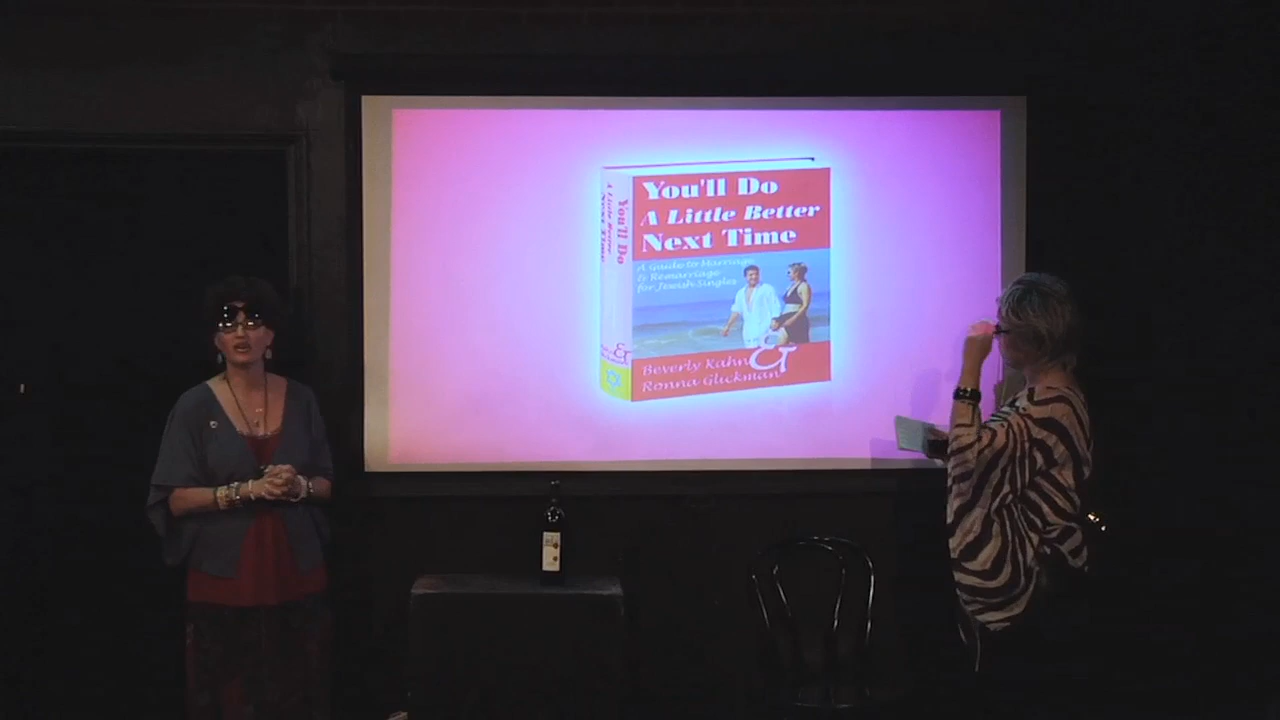 You'll Do
A Little Better
Next Time
A Guide to Marriage
& Remarriage
for Jewish Singles
&
Beverly Kahn
Ronna Glickman
You'll Do
A Little Better
Next Time
&